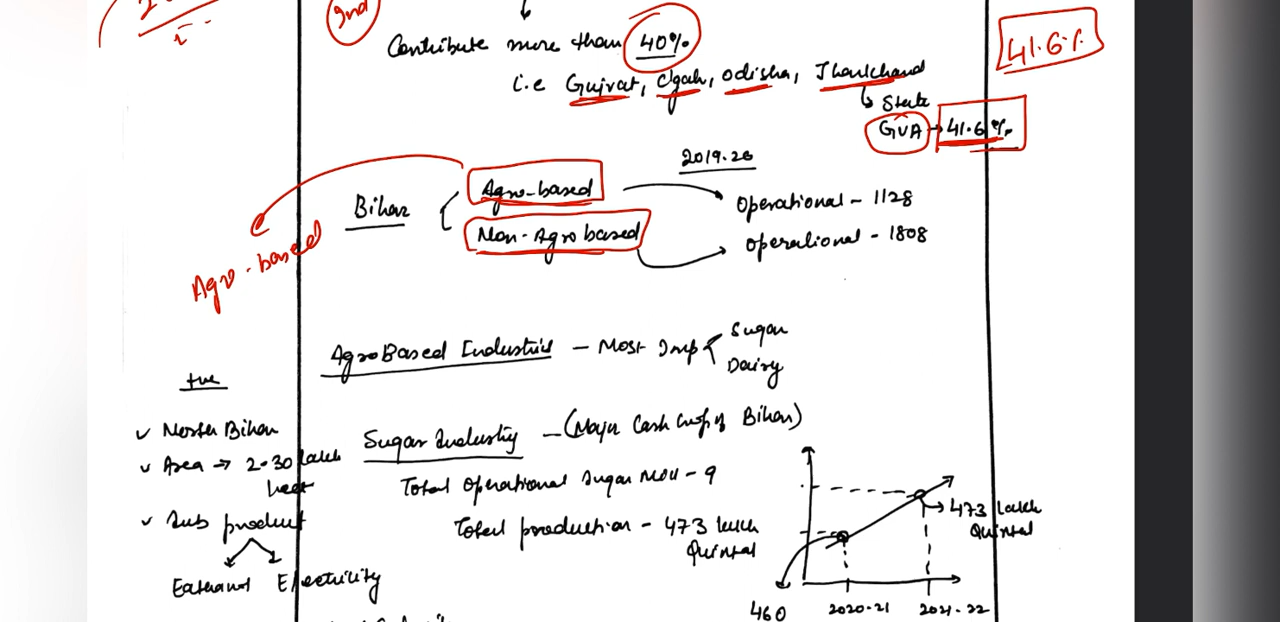 2nd
Contribute more than 40%
41.6%
i.e Gujrat, C'gah, Odisha, Jharkhand
State
GVA → 41.6%
2019-20
Agro-based
Operational - 1128
Bihar
Non-Agro based
Operational - 1808
Agro-based
Agro Based Industries - Most Imp
Sugar
Dairy
+ve
North Bihar
Sugar Industry - (Major Cash Crop of Bihar)
Area → 2.30 lakh
hect
Total operational Sugar Mill - 9
Sub product
Total production - 473 lakh
Quintal
473 lakh
Quintal
Eathanol Electricity
460
2020-21
2021-22